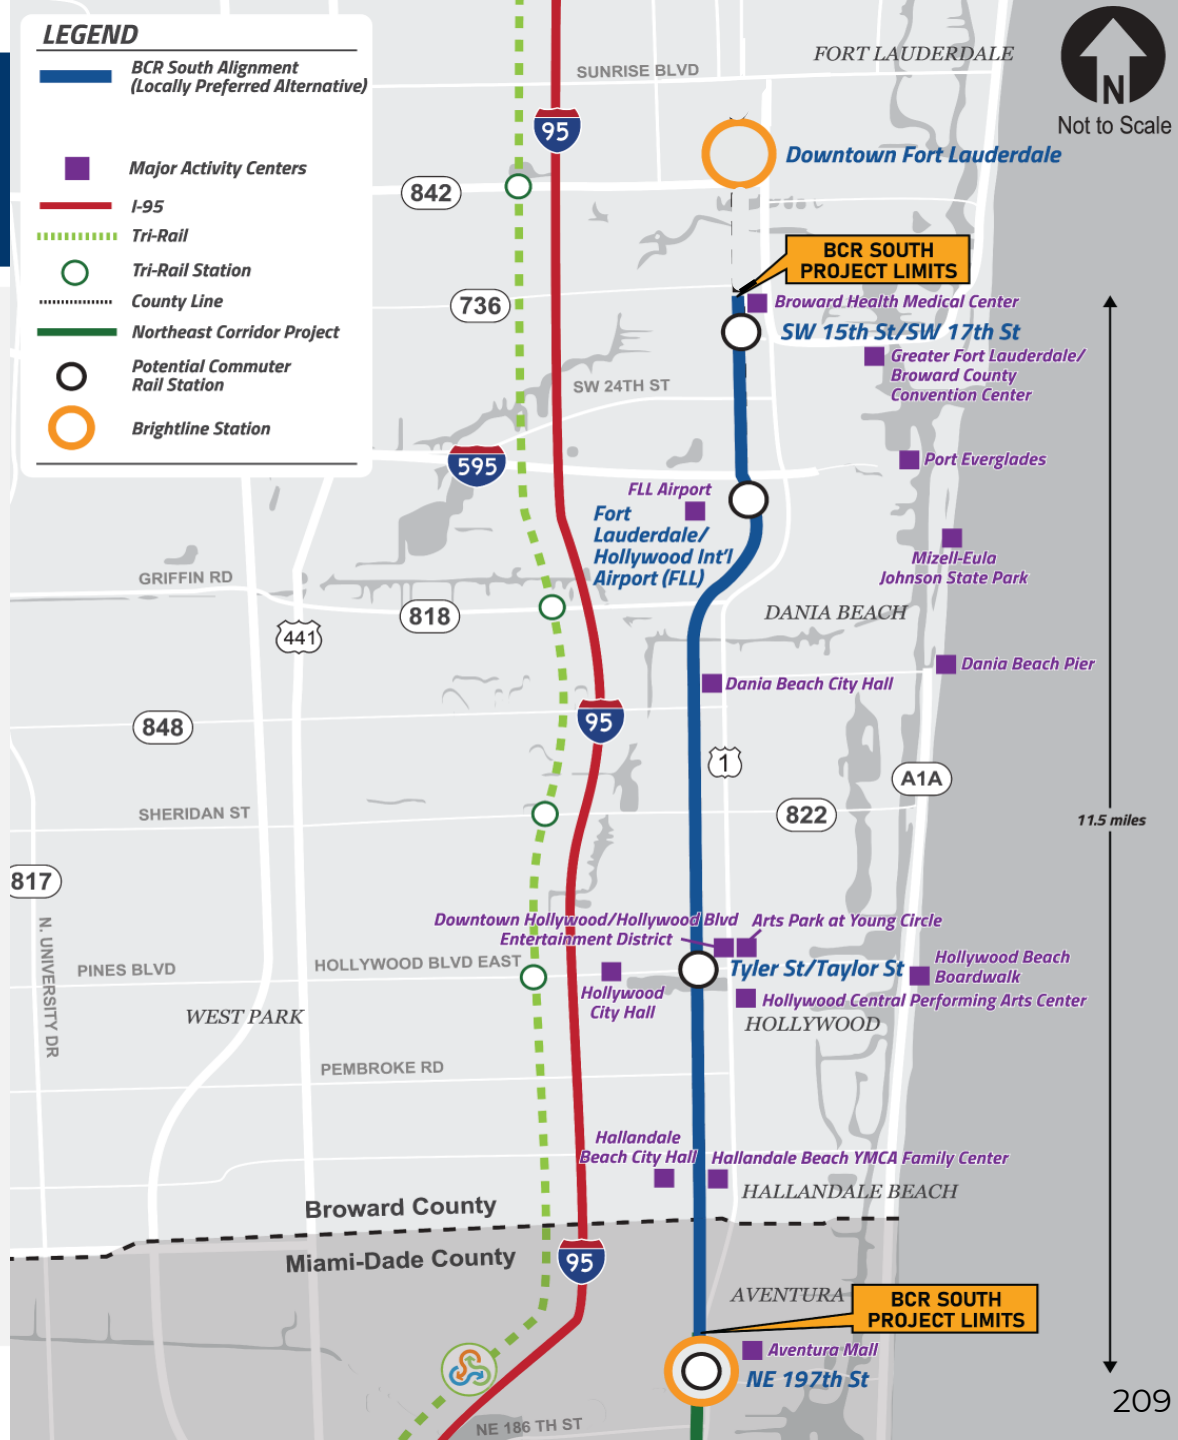 LEGEND
BCR South Alignment
(Locally Preferred Alternative)
Major Activity Centers
I-95
Tri-Rail
Tri-Rail Station
County Line
Northeast Corridor Project
Potential Commuter
Rail Station
Brightline Station
SUNRISE BLVD
FORT LAUDERDALE
N
Not to Scale
95
Downtown Fort Lauderdale
842
BCR SOUTH
PROJECT LIMITS
736
Broward Health Medical Center
SW 15th St/SW 17th St
Greater Fort Lauderdale/
Broward County
Convention Center
SW 24TH ST
595
Port Everglades
FLL Airport
Fort
Lauderdale/
Hollywood Int'l
Airport (FLL)
Mizell-Eula
Johnson State Park
GRIFFIN RD
818
441
DANIA BEACH
Dania Beach Pier
Dania Beach City Hall
848
95
1
A1A
SHERIDAN ST
822
11.5 miles
817
N. UNIVERSITY DR
Downtown Hollywood/Hollywood Blvd
Entertainment District
Arts Park at Young Circle
PINES BLVD
HOLLYWOOD BLVD EAST
Tyler St/Taylor St
Hollywood Beach
Boardwalk
Hollywood
City Hall
Hollywood Central Performing Arts Center
WEST PARK
HOLLYWOOD
PEMBROKE RD
Hallandale
Beach City Hall
Hallandale Beach YMCA Family Center
HALLANDALE BEACH
Broward County
Miami-Dade County
95
AVENTURA
BCR SOUTH
PROJECT LIMITS
Aventura Mall
NE 197th St
NE 186 TH ST
209